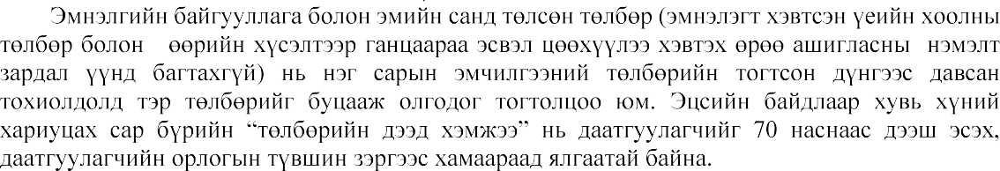 Эмнэлгийн байгууллага болон эмийн санд төлсөн төлбөр (эмнэлэгт хэвтсэн үеийн хоолны
төлбөр болон өөрийн хүсэлтээр ганцаараа эсвэл цөөхүүлээ хэвтэх өрөө ашигласны нэмэлт
зардал үүнд багтахгүй) нь нэг сарын эмчилгээний төлбөрийн тогтсон дүнгээс давсан
тохиолдолд тэр төлбөрийг буцааж олгодог тогтолцоо юм. Эцсийн байдлаар хувь хүний
хариуцах сар бүрийн “төлбөрийн дээд хэмжээ” нь даатгуулагчийг 70 наснаас дээш эсэх,
даатгуулагчийн орлогын түвшин зэргээс хамаараад ялгаатай байна.